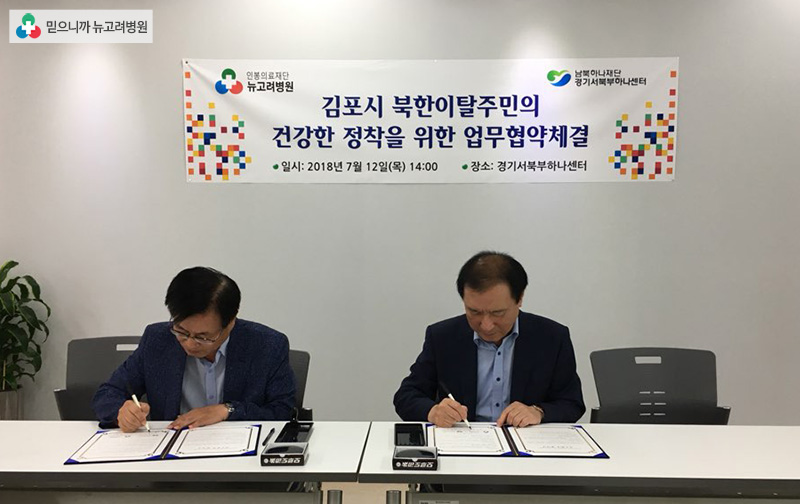 믿으니까 뉴고려병원
인봉의료재단
뉴고려병원
남북하나재단
경기서북부하나센터
김포시 북한이탈주민의
건강한 정착을 위한 업무협약체결
일시: 2018년 7월 12일(목) 14:00 장소: 경기서북부하나센터